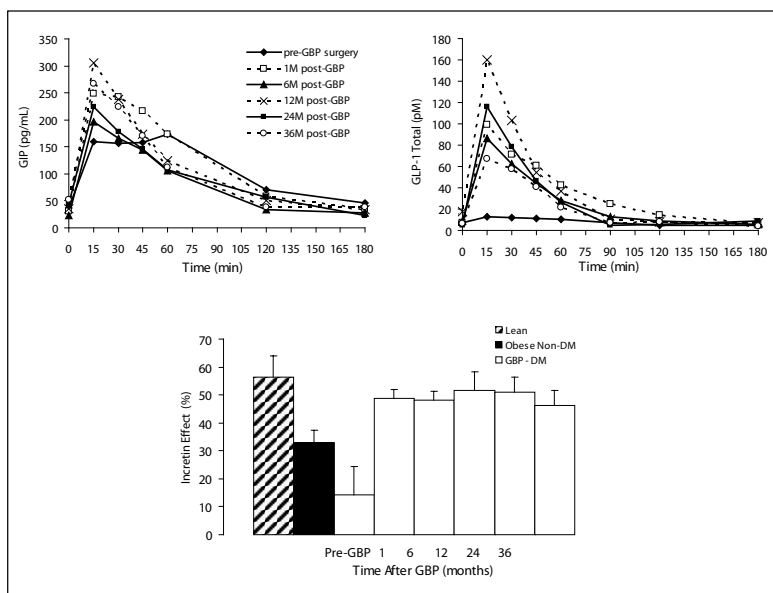 GIP (pg/mL)
350
300
250
200
150
100
50
0
0 15 30 45 60 75 90 105 120 135 150 165 180
Time (min)
pre-GBP surgery
1M post-GBP
6M post-GBP
12M post-GBP
24M post-GBP
36M post-GBP
GLP-1 Total (pM)
180
160
140
120
100
80
60
40
20
0
0 15 30 45 60 75 90 105 120 135 150 165 180
Time (min)
Lean
Obese Non-DM
GBP - DM
Incretin Effect (%)
70
60
50
40
30
20
10
0
Pre-GBP 1 6 12 24 36
Time After GBP (months)